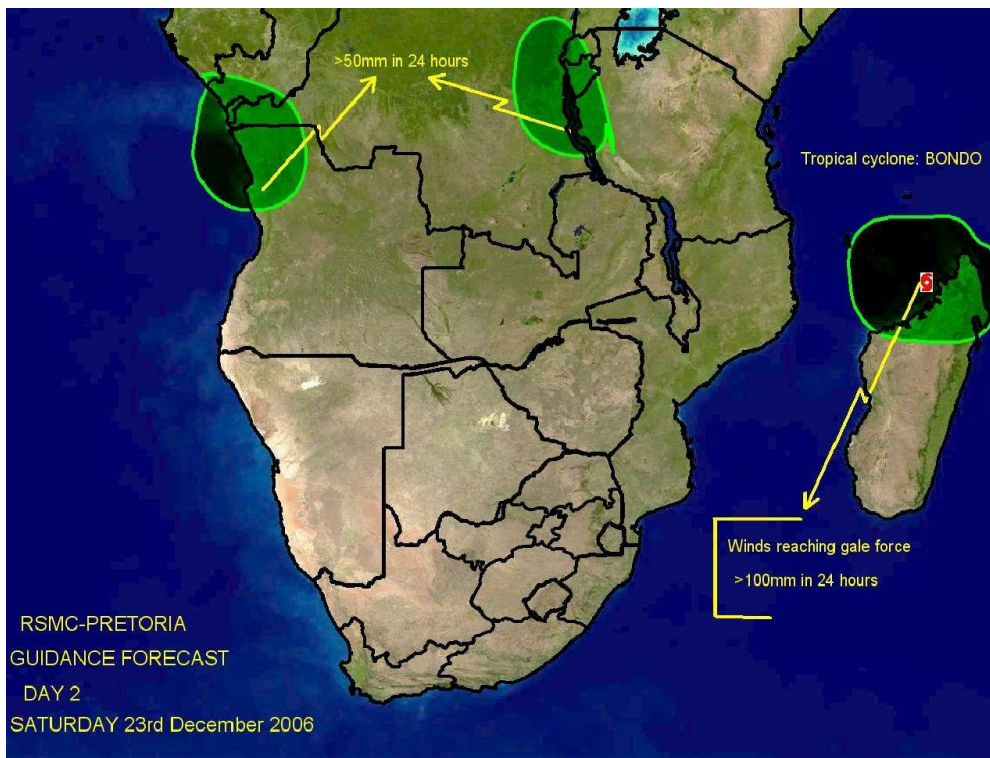 >50mm in 24 hours
Tropical cyclone: BONDO
Winds reaching gale force
>100mm in 24 hours
RSMC-PRETORIA
GUIDANCE FORECAST
DAY 2
SATURDAY 23rd December 2006